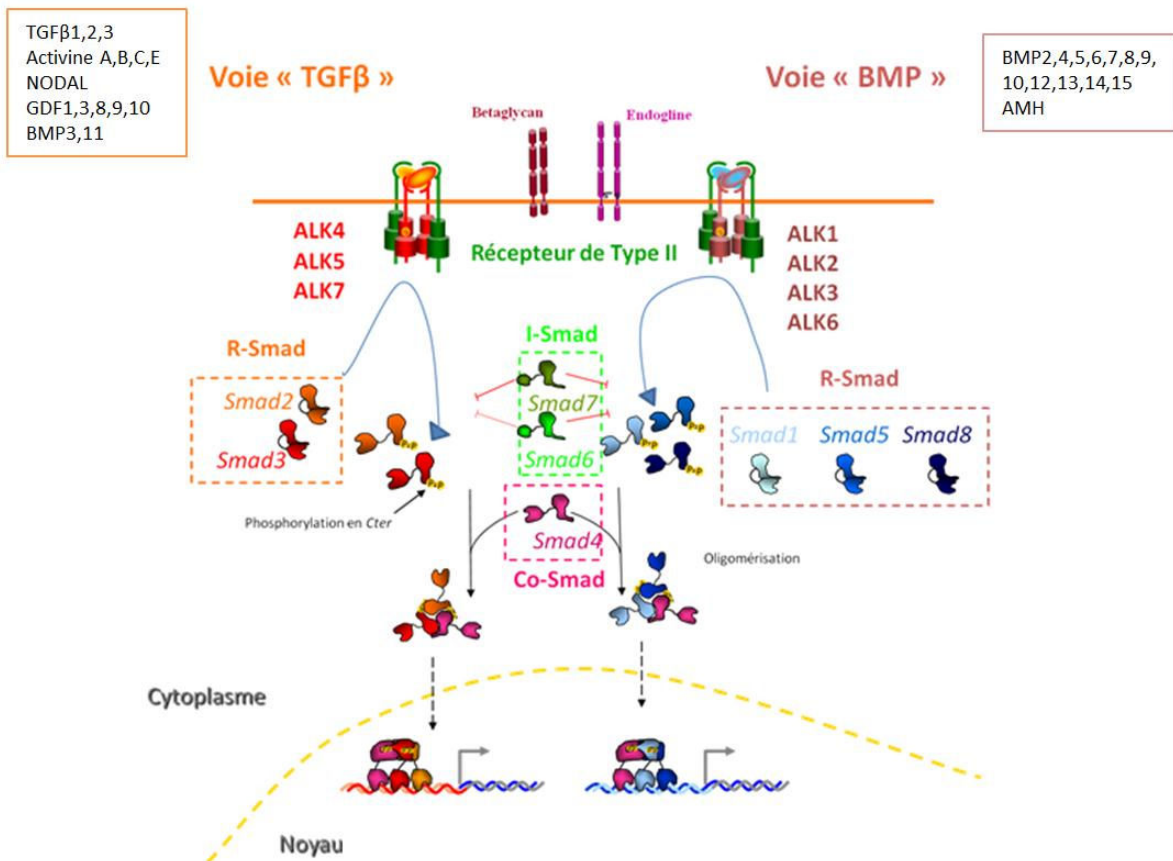 TGFβ1,2,3
Activine A,B,C,E
NODAL
GDF1,3,8,9,10
BMP3,11
Voie « TGFβ »
Voie « BMP »
BMP2,4,5,6,7,8,9,
10,12,13,14,15
AMH
Betaglycan
Endogline
ALK4
ALK5
ALK7
Récepteur de Type II
ALK1
ALK2
ALK3
ALK6
R-Smad
Smad2
Smad3
I-Smad
Smad7
Smad6
R-Smad
Smad1
Smad5
Smad8
Phosphorylation en Cter
Smad4
Co-Smad
Oligomérisation
Cytoplasme
Noyau